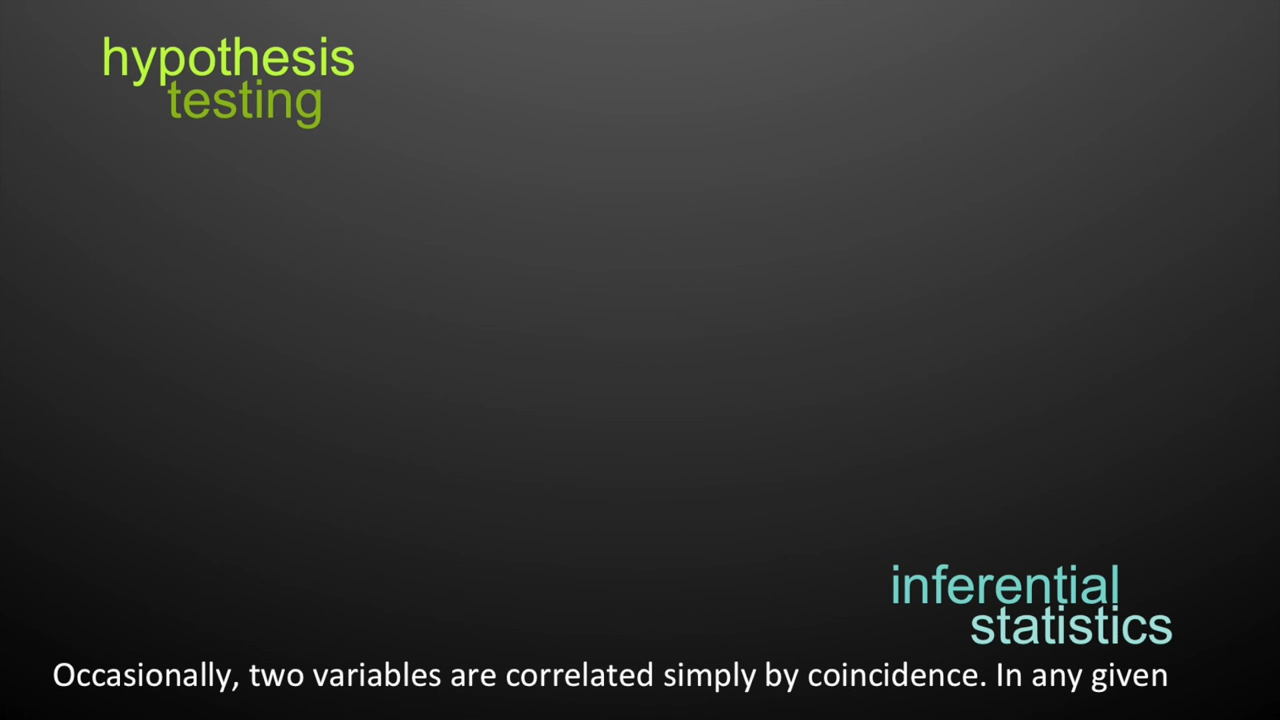 hypothesis
testing
inferential
statistics
Occasionally, two variables are correlated simply by coincidence. In any given